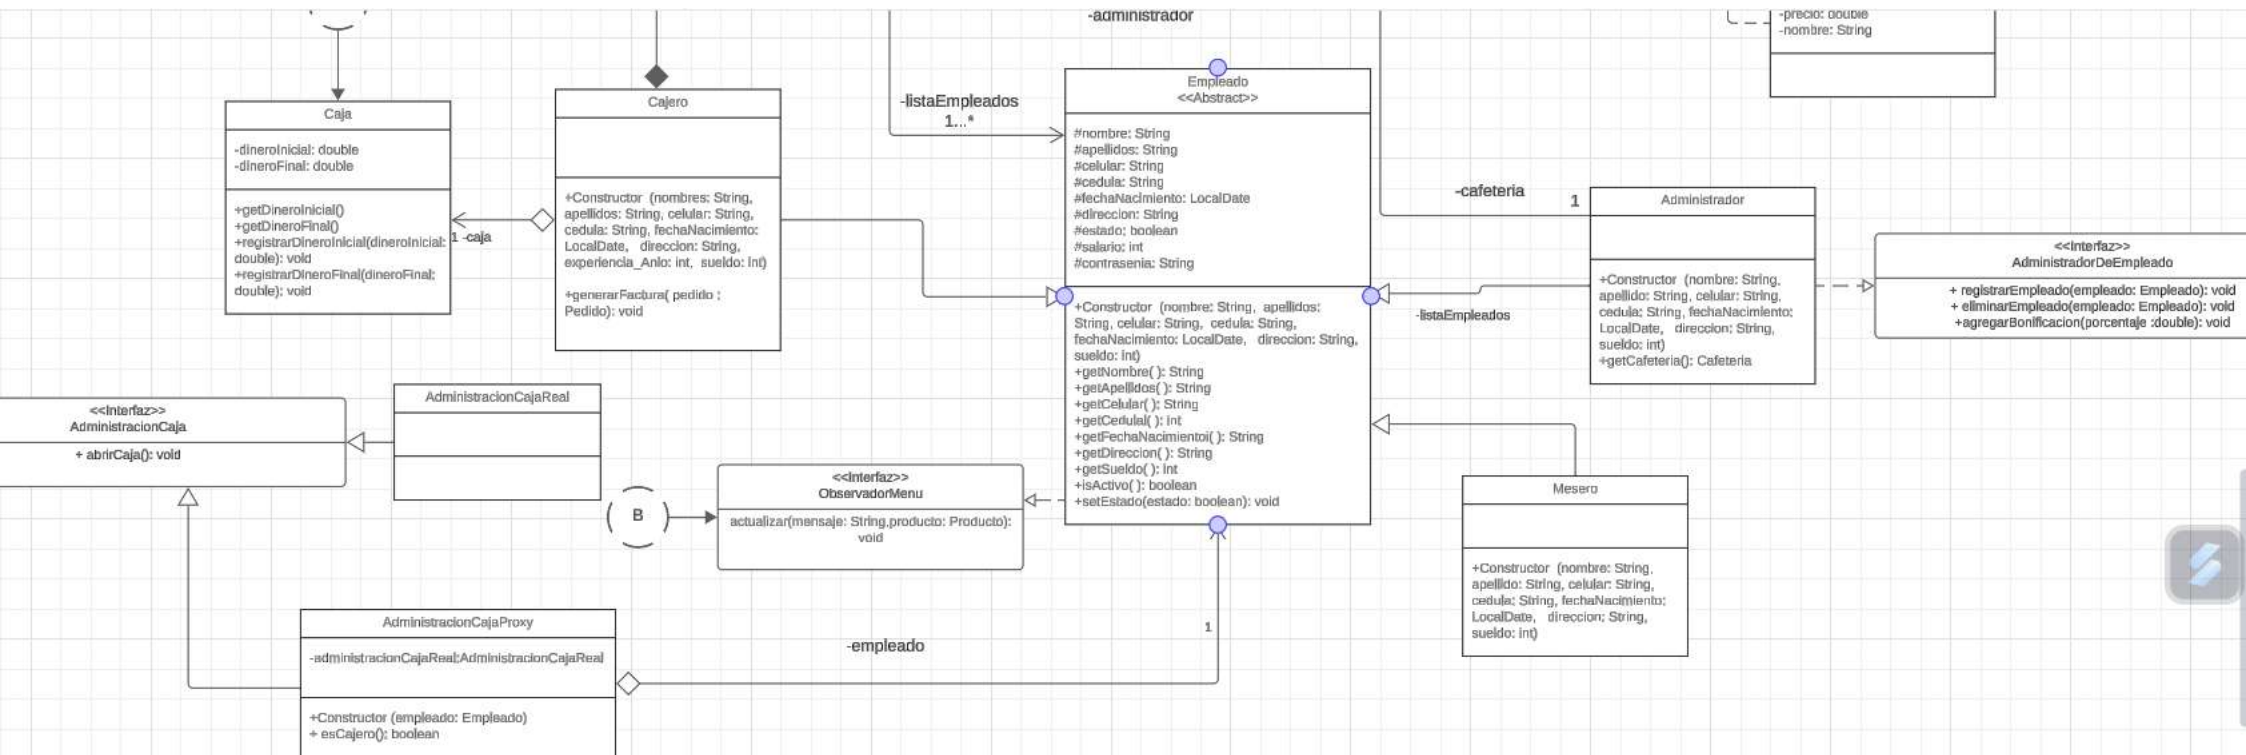 -administrador
-precio: double
-nombre: String
Caja
-dineroInicial: double
-dineroFinal: double
+getDineroInicial()
+getDineroFinal()
+registrarDineroInicial(dineroInicial:
double): void
+registrarDineroFinal(dineroFinal:
double): void
1 -caja
Cajero
+Constructor (nombres: String,
apellidos: String, celular: String,
cedula: String, fechaNacimiento:
LocalDate, direccion: String,
experiencia_Anio: int, sueldo: int)
+generarFactura( pedido :
Pedido): void
-listaEmpleados
1...*
Empleado
<<Abstract>>
#nombre: String
#apellidos: String
#celular: String
#cedula: String
#fechaNacimiento: LocalDate
#direccion: String
#estado: boolean
#salario: int
#contrasenia: String
+Constructor (nombre: String, apellidos:
String, celular: String, cedula: String,
fechaNacimiento: LocalDate, direccion: String,
sueldo: int)
+getNombre( ): String
+getApellidos( ): String
+getCelular( ): String
+getCedulal( ): int
+getFechaNacimientoi( ): String
+getDireccion( ): String
+getSueldo( ): int
+isActivo( ): boolean
+setEstado(estado: boolean): void
-cafeteria
1
-listaEmpleados
Administrador
+Constructor (nombre: String,
apellido: String, celular: String,
cedula: String, fechaNacimiento:
LocalDate, direccion: String,
sueldo: int)
+getCafeteria(): Cafeteria
<<Interfaz>>
AdministradorDeEmpleado
+ registrarEmpleado(empleado: Empleado): void
+ eliminarEmpleado(empleado: Empleado): void
+agregarBonificacion(porcentaje :double): void
<<Interfaz>>
AdministracionCaja
+ abrirCaja(): void
AdministracionCajaReal
B
<<Interfaz>>
ObservadorMenu
actualizar(mensaje: String,producto: Producto):
void
Mesero
+Constructor (nombre: String,
apellido: String, celular: String,
cedula: String, fechaNacimiento:
LocalDate, direccion: String,
sueldo: int)
AdministracionCajaProxy
-administracionCajaReal:AdministracionCajaReal
+Constructor (empleado: Empleado)
+ esCajero(): boolean
-empleado
1